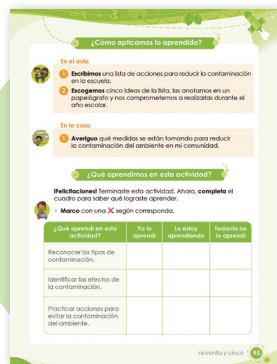 ¿Cómo aplicamos lo aprendido?
En el aula
1 Escribimos una lista de acciones para reducir la contaminación
en la escuela.
2 Escogemos cinco ideas de la lista, las anotamos en un
papelógrafo y nos comprometemos a realizarlas durante el
año escolar.
En la casa
1 Averiguo qué medidas se están tomando para reducir
la contaminación del ambiente en mi comunidad.
¿Qué aprendimos en esta actividad?
¡Felicitaciones! Terminaste esta actividad. Ahora, completa el
cuadro para saber qué lograste aprender.
• Marco con una X según corresponda.
¿Qué aprendí en esta actividad? Ya lo aprendí Lo estoy aprendiendo Todavía no lo aprendí
Reconocer los tipos de
contaminación.
Identificar los efectos de
la contaminación.
Practicar acciones para
evitar la contaminación
del ambiente.
noventa y cinco 95